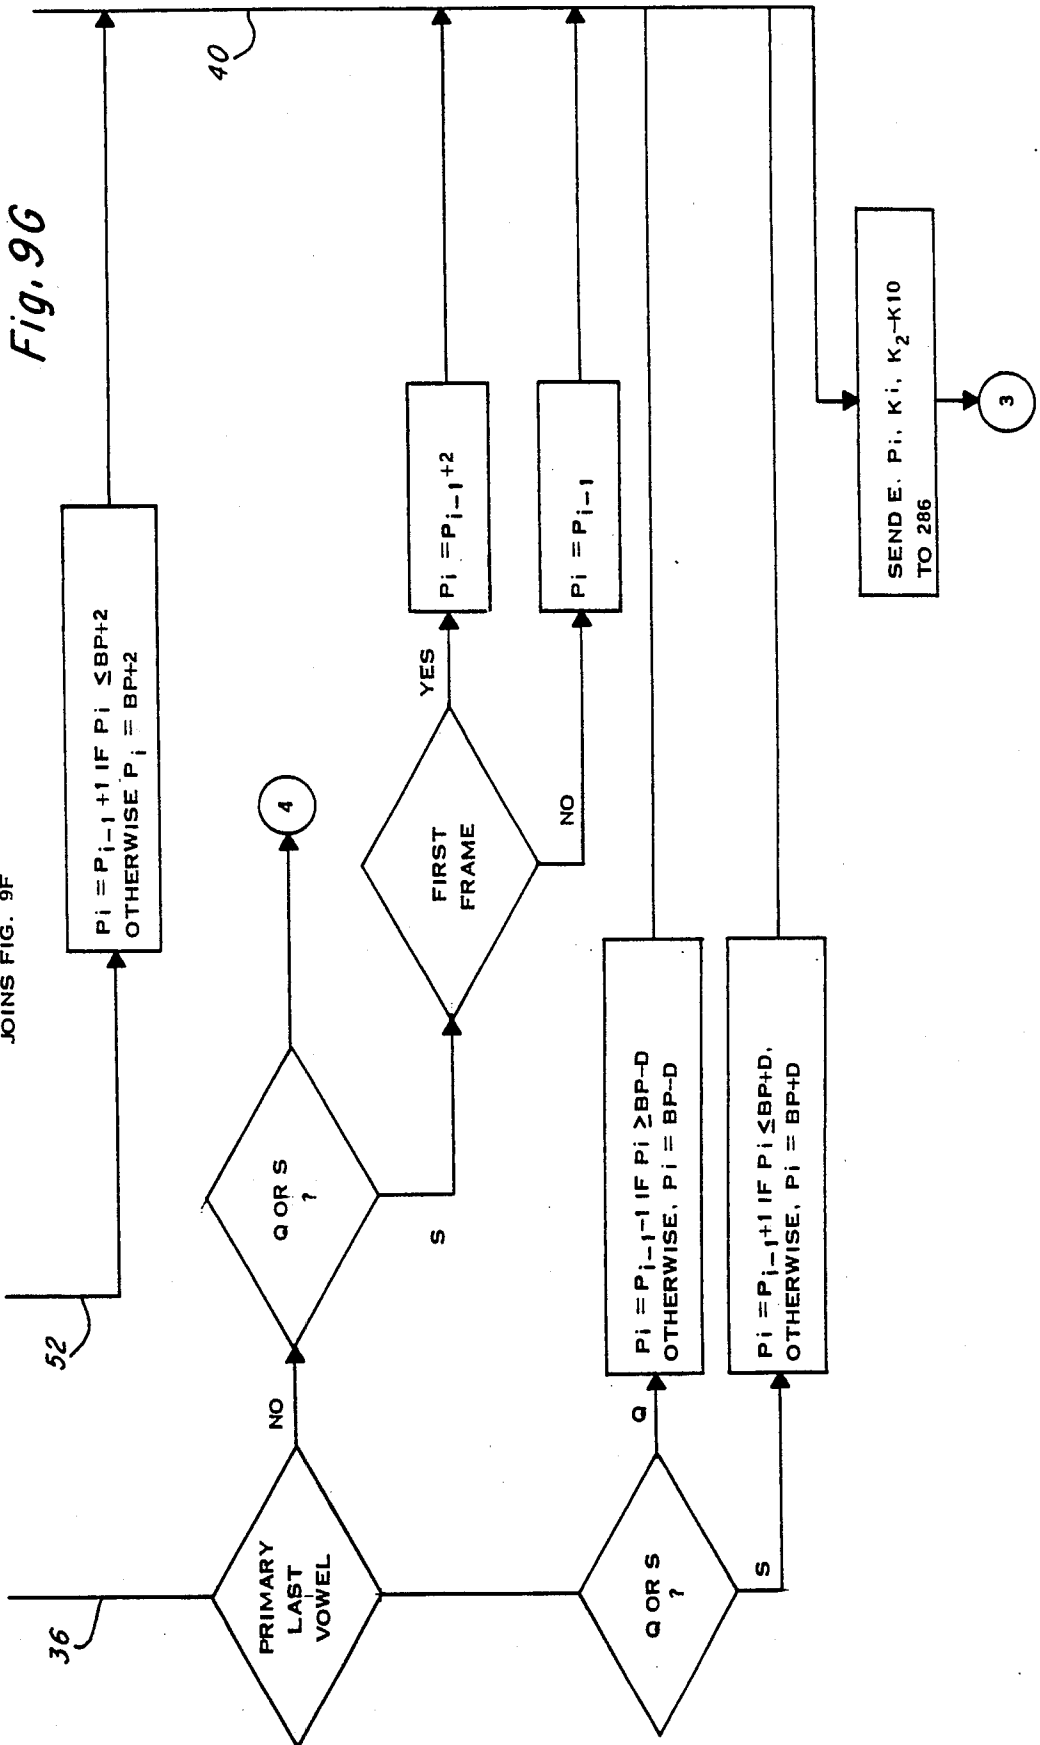 Fig. 9G
JOINS FIG. 9F
36
52
40
Pi = Pi-1 +1 IF Pi ≤BP+2
OTHERWISE Pi = BP+2
PRIMARY
LAST
VOWEL
NO
Q OR S
?
4
S
FIRST
FRAME
YES
Pi = Pi-1 +2
NO
Pi = Pi-1
Q OR S
?
Q
Pi = Pi-1 -1 IF Pi ≥BP-D
OTHERWISE, Pi = BP-D
S
Pi = Pi-1 +1 IF Pi ≤BP+D,
OTHERWISE, Pi = BP+D
SEND E. Pi, Ki, K2-K10
TO 286
3